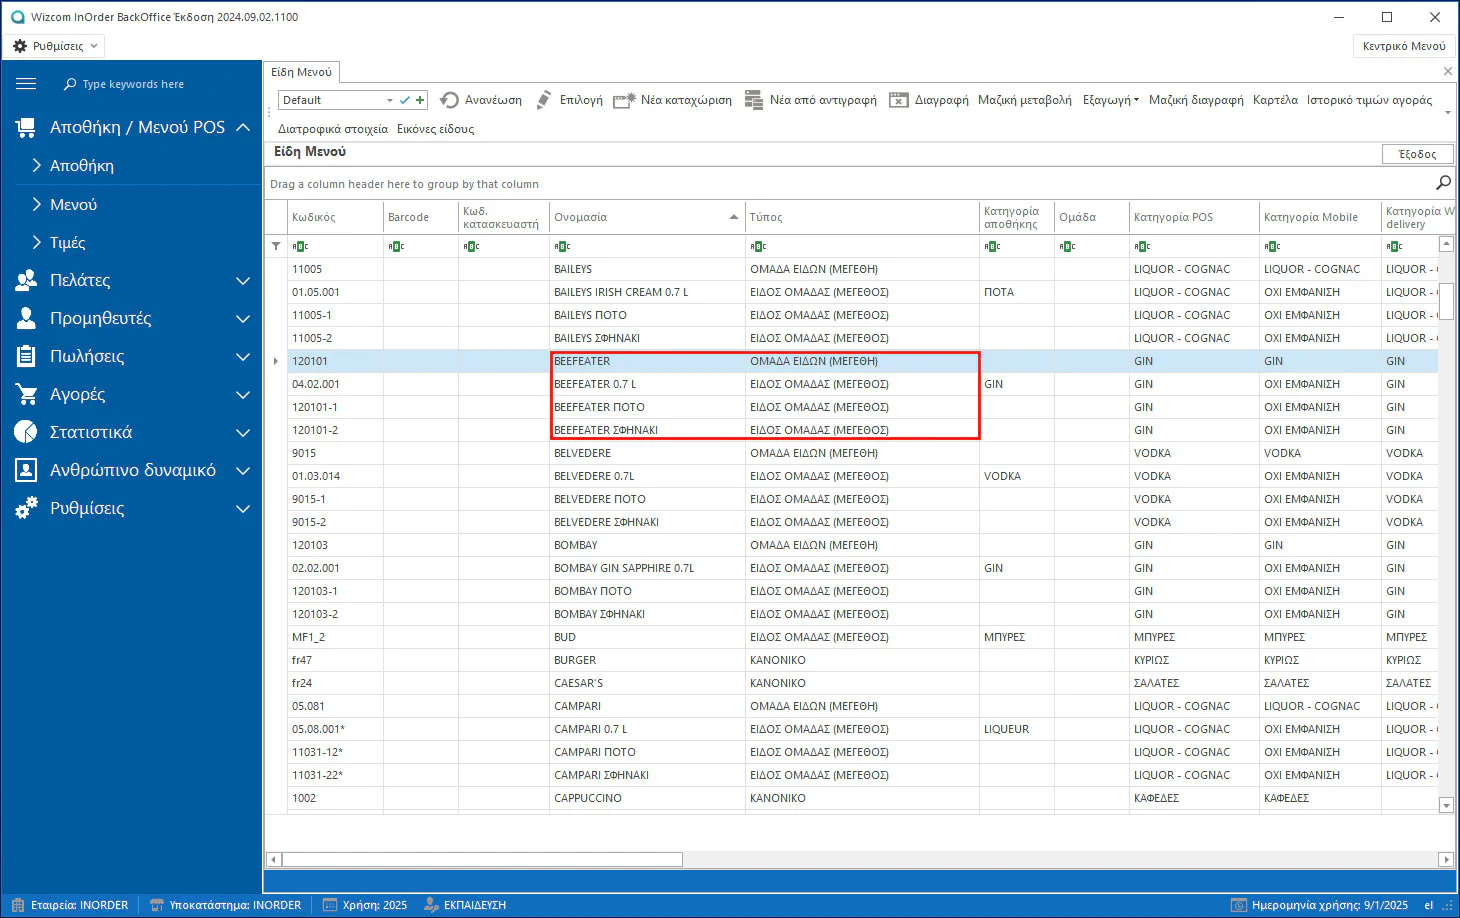 Wizcom InOrder BackOffice Έκδοση 2024.09.02.1100
Ρυθμίσεις
Κεντρικό Μενού
Type keywords here
Αποθήκη / Μενού POS
Αποθήκη
Μενού
Τιμές
Πελάτες
Προμηθευτές
Πωλήσεις
Αγορές
Στατιστικά
Ανθρώπινο δυναμικό
Ρυθμίσεις
Είδη Μενού
Default Ανανέωση Επιλογή Νέα καταχώριση Νέα από αντιγραφή Διαγραφή Μαζική μεταβολή Εξαγωγή Μαζική διαγραφή Καρτέλα Ιστορικό τιμών αγοράς
Διατροφικά στοιχεία Εικόνες είδους
Είδη Μενού Έξοδος
Drag a column header here to group by that column
Κωδικός Barcode Κωδ. κατασκευαστή Ονομασία Τύπος Κατηγορία αποθήκης Ομάδα Κατηγορία POS Κατηγορία Mobile Κατηγορία W delivery
11005 BAILEYS ΟΜΑΔΑ ΕΙΔΩΝ (ΜΕΓΕΘΗ) LIQUOR - COGNAC LIQUOR - COGNAC LIQUOR -
01.05.001 BAILEYS IRISH CREAM 0.7 L ΕΙΔΟΣ ΟΜΑΔΑΣ (ΜΕΓΕΘΟΣ) ΠΟΤΑ LIQUOR - COGNAC ΟΧΙ ΕΜΦΑΝΙΣΗ LIQUOR -
11005-1 BAILEYS ΠΟΤΟ ΕΙΔΟΣ ΟΜΑΔΑΣ (ΜΕΓΕΘΟΣ) LIQUOR - COGNAC ΟΧΙ ΕΜΦΑΝΙΣΗ LIQUOR -
11005-2 BAILEYS ΣΦΗΝΑΚΙ ΕΙΔΟΣ ΟΜΑΔΑΣ (ΜΕΓΕΘΟΣ) LIQUOR - COGNAC ΟΧΙ ΕΜΦΑΝΙΣΗ LIQUOR -
120101 BEEFEATER ΟΜΑΔΑ ΕΙΔΩΝ (ΜΕΓΕΘΗ) GIN GIN GIN
04.02.001 BEEFEATER 0.7 L ΕΙΔΟΣ ΟΜΑΔΑΣ (ΜΕΓΕΘΟΣ) GIN GIN ΟΧΙ ΕΜΦΑΝΙΣΗ GIN
120101-1 BEEFEATER ΠΟΤΟ ΕΙΔΟΣ ΟΜΑΔΑΣ (ΜΕΓΕΘΟΣ) GIN ΟΧΙ ΕΜΦΑΝΙΣΗ GIN
120101-2 BEEFEATER ΣΦΗΝΑΚΙ ΕΙΔΟΣ ΟΜΑΔΑΣ (ΜΕΓΕΘΟΣ) GIN ΟΧΙ ΕΜΦΑΝΙΣΗ GIN
9015 BELVEDERE ΟΜΑΔΑ ΕΙΔΩΝ (ΜΕΓΕΘΗ) VODKA VODKA VODKA
01.03.014 BELVEDERE 0.7L ΕΙΔΟΣ ΟΜΑΔΑΣ (ΜΕΓΕΘΟΣ) VODKA VODKA ΟΧΙ ΕΜΦΑΝΙΣΗ VODKA
9015-1 BELVEDERE ΠΟΤΟ ΕΙΔΟΣ ΟΜΑΔΑΣ (ΜΕΓΕΘΟΣ) VODKA ΟΧΙ ΕΜΦΑΝΙΣΗ VODKA
9015-2 BELVEDERE ΣΦΗΝΑΚΙ ΕΙΔΟΣ ΟΜΑΔΑΣ (ΜΕΓΕΘΟΣ) VODKA ΟΧΙ ΕΜΦΑΝΙΣΗ VODKA
120103 BOMBAY ΟΜΑΔΑ ΕΙΔΩΝ (ΜΕΓΕΘΗ) GIN GIN GIN
02.02.001 BOMBAY GIN SAPPHIRE 0.7L ΕΙΔΟΣ ΟΜΑΔΑΣ (ΜΕΓΕΘΟΣ) GIN GIN ΟΧΙ ΕΜΦΑΝΙΣΗ GIN
120103-1 BOMBAY ΠΟΤΟ ΕΙΔΟΣ ΟΜΑΔΑΣ (ΜΕΓΕΘΟΣ) GIN ΟΧΙ ΕΜΦΑΝΙΣΗ GIN
120103-2 BOMBAY ΣΦΗΝΑΚΙ ΕΙΔΟΣ ΟΜΑΔΑΣ (ΜΕΓΕΘΟΣ) GIN ΟΧΙ ΕΜΦΑΝΙΣΗ GIN
MF1_2 BUD ΕΙΔΟΣ ΟΜΑΔΑΣ (ΜΕΓΕΘΟΣ) ΜΠΥΡΕΣ ΜΠΥΡΕΣ ΜΠΥΡΕΣ ΜΠΥΡΕΣ
fr47 BURGER ΚΑΝΟΝΙΚΟ ΚΥΡΙΩΣ ΚΥΡΙΩΣ ΚΥΡΙΩΣ
fr24 CAESAR'S ΚΑΝΟΝΙΚΟ ΣΑΛΑΤΕΣ ΣΑΛΑΤΕΣ ΣΑΛΑΤΕΣ
05.081 CAMPARI ΟΜΑΔΑ ΕΙΔΩΝ (ΜΕΓΕΘΗ) LIQUOR - COGNAC LIQUOR - COGNAC LIQUOR -
05.08.001* CAMPARI 0.7 L ΕΙΔΟΣ ΟΜΑΔΑΣ (ΜΕΓΕΘΟΣ) LIQUEUR LIQUOR - COGNAC ΟΧΙ ΕΜΦΑΝΙΣΗ LIQUOR -
11031-12* CAMPARI ΠΟΤΟ ΕΙΔΟΣ ΟΜΑΔΑΣ (ΜΕΓΕΘΟΣ) LIQUOR - COGNAC ΟΧΙ ΕΜΦΑΝΙΣΗ LIQUOR -
11031-22* CAMPARI ΣΦΗΝΑΚΙ ΕΙΔΟΣ ΟΜΑΔΑΣ (ΜΕΓΕΘΟΣ) LIQUOR - COGNAC ΟΧΙ ΕΜΦΑΝΙΣΗ LIQUOR -
1002 CAPPUCCINO ΚΑΝΟΝΙΚΟ ΚΑΦΕΔΕΣ ΚΑΦΕΔΕΣ
Εταιρεία: INORDER Υποκατάστημα: INORDER Χρήση: 2025 ΕΚΠΑΙΔΕΥΣΗ Ημερομηνία χρήσης: 9/1/2025 el